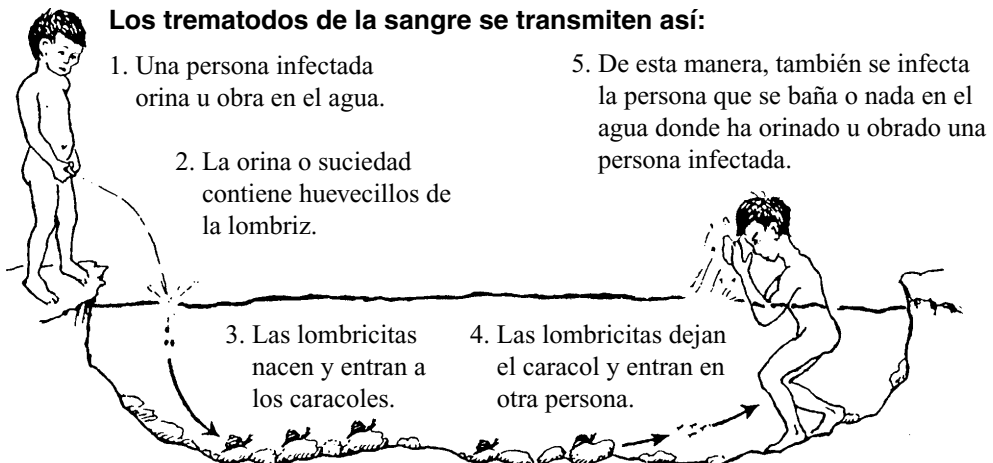 Los trematodos de la sangre se transmiten así:
1. Una persona infectada
orina u obra en el agua.
2. La orina o suciedad
contiene huevecillos de
la lombriz.
3. Las lombricitas
nacen y entran a
los caracoles.
4. Las lombricitas dejan
el caracol y entran en
otra persona.
5. De esta manera, también se infecta
la persona que se baña o nada en el
agua donde ha orinado u obrado una
persona infectada.